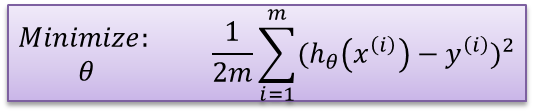 Minimize: θ 1/2m ∑_{i=1}^{m} (h_θ(x^{(i)}) − y^{(i)})²